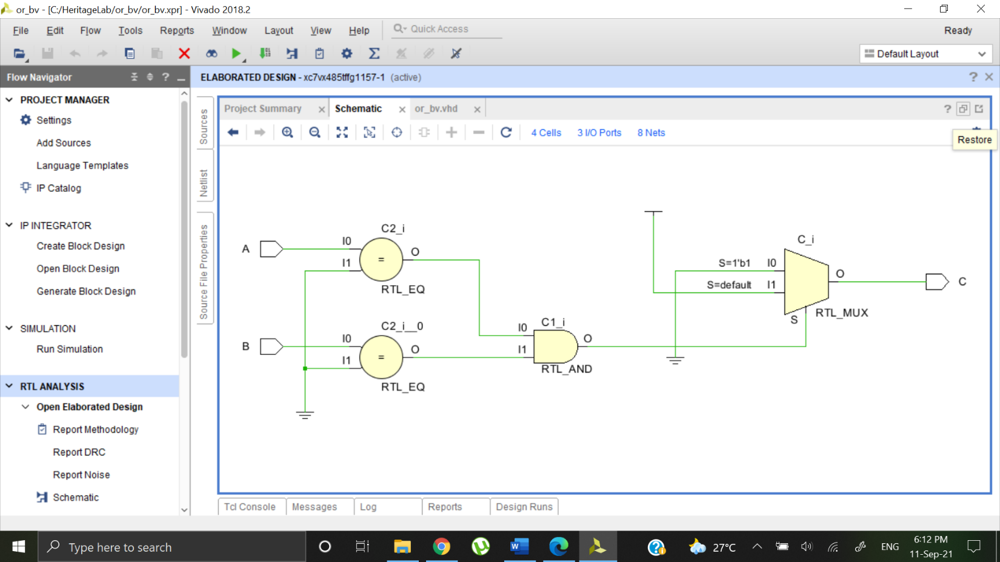 or_bv - [C:/HeritageLab/or_bv/or_bv.xpr] - Vivado 2018.2
File Edit Flow Tools Reports Window Layout View Help Quick Access Ready
Default Layout
Flow Navigator
ELABORATED DESIGN - xc7vx485tffg1157-1 (active)
PROJECT MANAGER
Settings
Add Sources
Language Templates
IP Catalog
IP INTEGRATOR
Create Block Design
Open Block Design
Generate Block Design
SIMULATION
Run Simulation
RTL ANALYSIS
Open Elaborated Design
Report Methodology
Report DRC
Report Noise
Schematic
Sources
Netlist
Source File Properties
Project Summary Schematic or_bv.vhd
4 Cells 3 I/O Ports 8 Nets
Restore
C2_i
A I0 O
I1 =
RTL_EQ
C2_i__0
B I0 O
I1 =
RTL_EQ
C1_i
I0 O
I1
RTL_AND
C_i
S=1'b1 I0 O
S=default I1
S RTL_MUX
C
Tcl Console Messages Log Reports Design Runs
Type here to search
27°C
ENG
6:12 PM
11-Sep-21